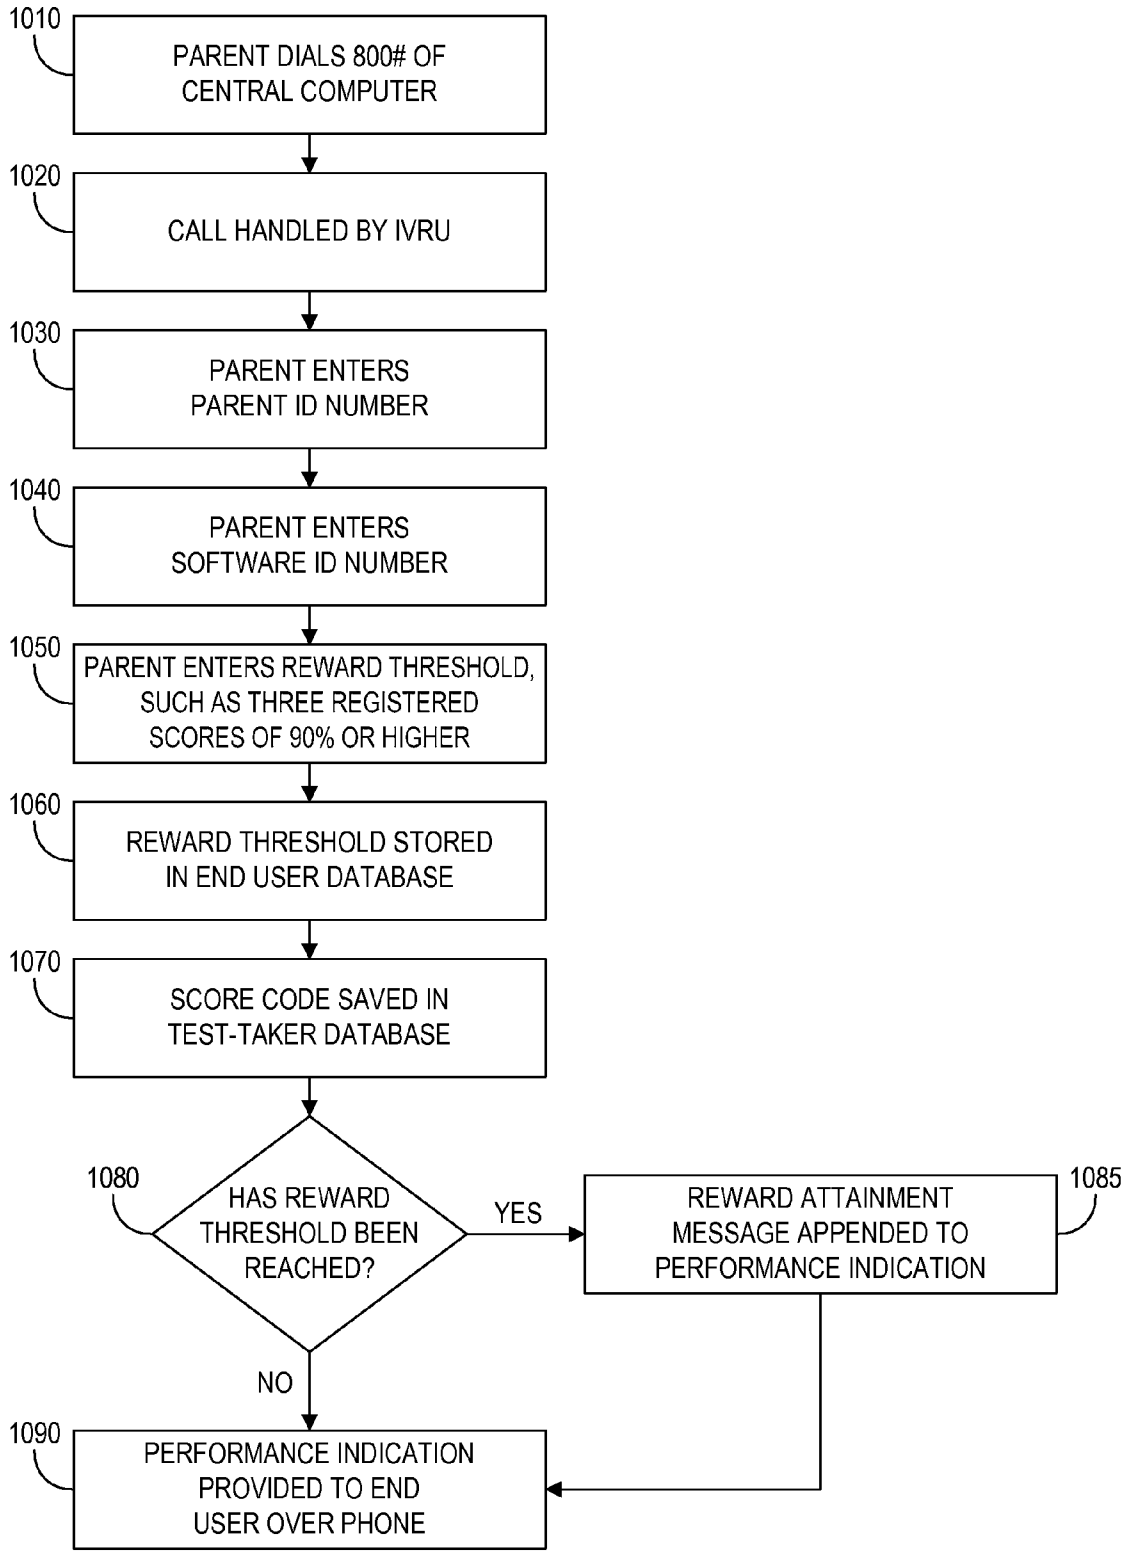 1010
PARENT DIALS 800# OF
CENTRAL COMPUTER
1020
CALL HANDLED BY IVRU
1030
PARENT ENTERS
PARENT ID NUMBER
1040
PARENT ENTERS
SOFTWARE ID NUMBER
1050
PARENT ENTERS REWARD THRESHOLD,
SUCH AS THREE REGISTERED
SCORES OF 90% OR HIGHER
1060
REWARD THRESHOLD STORED
IN END USER DATABASE
1070
SCORE CODE SAVED IN
TEST-TAKER DATABASE
1080
HAS REWARD
THRESHOLD BEEN
REACHED?
YES
1085
REWARD ATTAINMENT
MESSAGE APPENDED TO
PERFORMANCE INDICATION
NO
1090
PERFORMANCE INDICATION
PROVIDED TO END
USER OVER PHONE